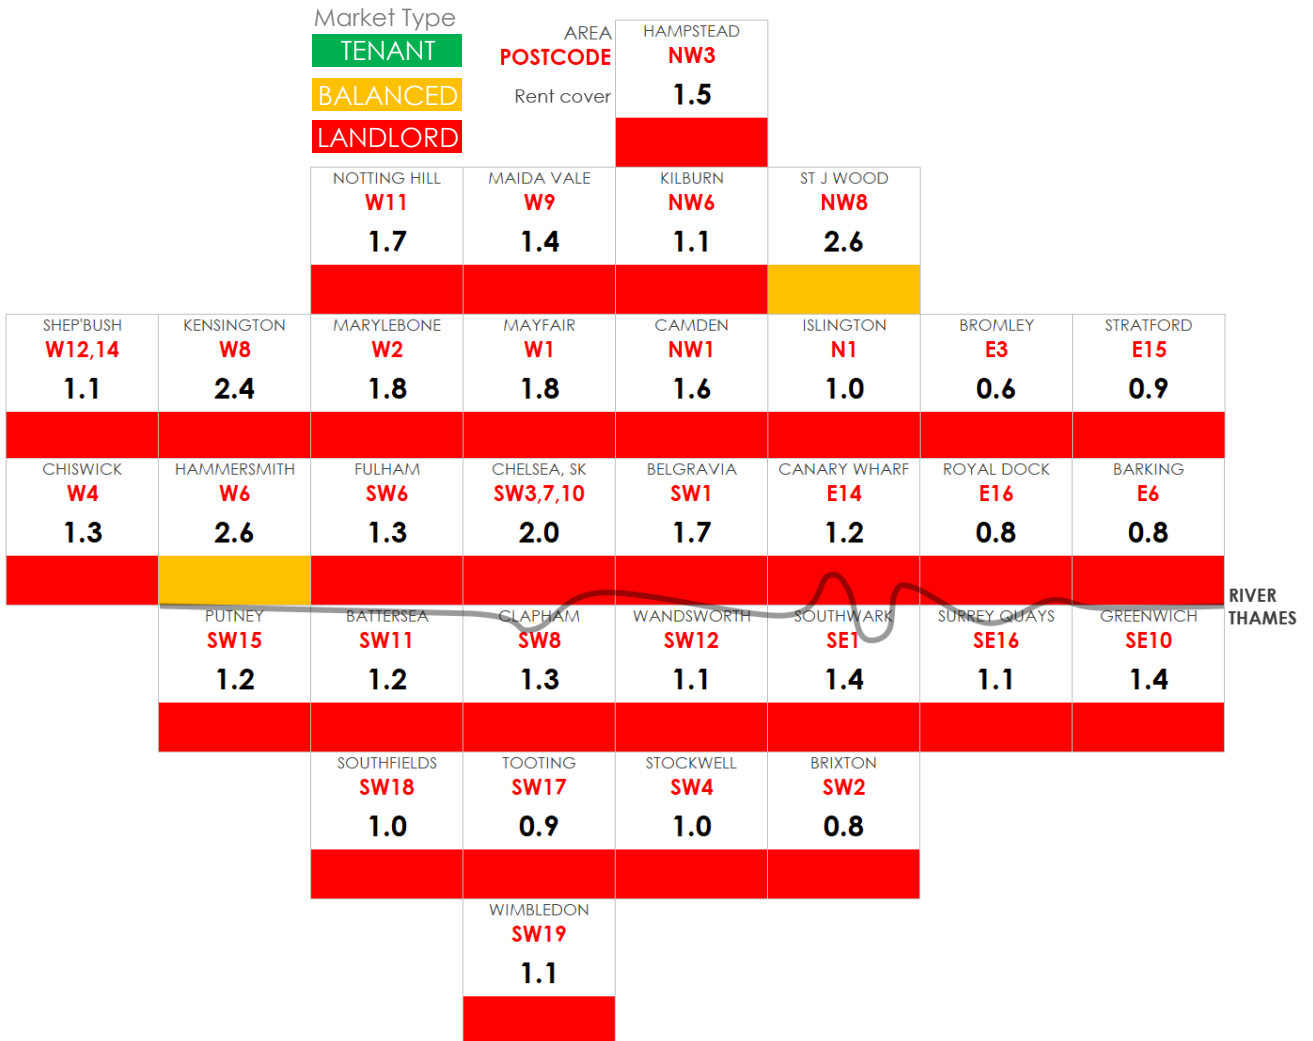 Market Type
TENANT
BALANCED
LANDLORD
AREA
POSTCODE
Rent cover
HAMPSTEAD
NW3
1.5
NOTTING HILL MAIDA VALE KILBURN ST J WOOD
W11 W9 NW6 NW8
1.7 1.4 1.1 2.6
SHEP'BUSH KENSINGTON MARYLEBONE MAYFAIR CAMDEN ISLINGTON BROMLEY STRATFORD
W12,14 W8 W2 W1 NW1 N1 E3 E15
1.1 2.4 1.8 1.8 1.6 1.0 0.6 0.9
CHISWICK HAMMERSMITH FULHAM CHELSEA, SK BELGRAVIA CANARY WHARF ROYAL DOCK BARKING
W4 W6 SW6 SW3,7,10 SW1 E14 E16 E6
1.3 2.6 1.3 2.0 1.7 1.2 0.8 0.8
RIVER
THAMES
PUTNEY BATTERSEA CLAPHAM WANDSWORTH SOUTHWARK SURREY QUAYS GREENWICH
SW15 SW11 SW8 SW12 SE1 SE16 SE10
1.2 1.2 1.3 1.1 1.4 1.1 1.4
SOUTHFIELDS TOOTING STOCKWELL BRIXTON
SW18 SW17 SW4 SW2
1.0 0.9 1.0 0.8
WIMBLEDON
SW19
1.1